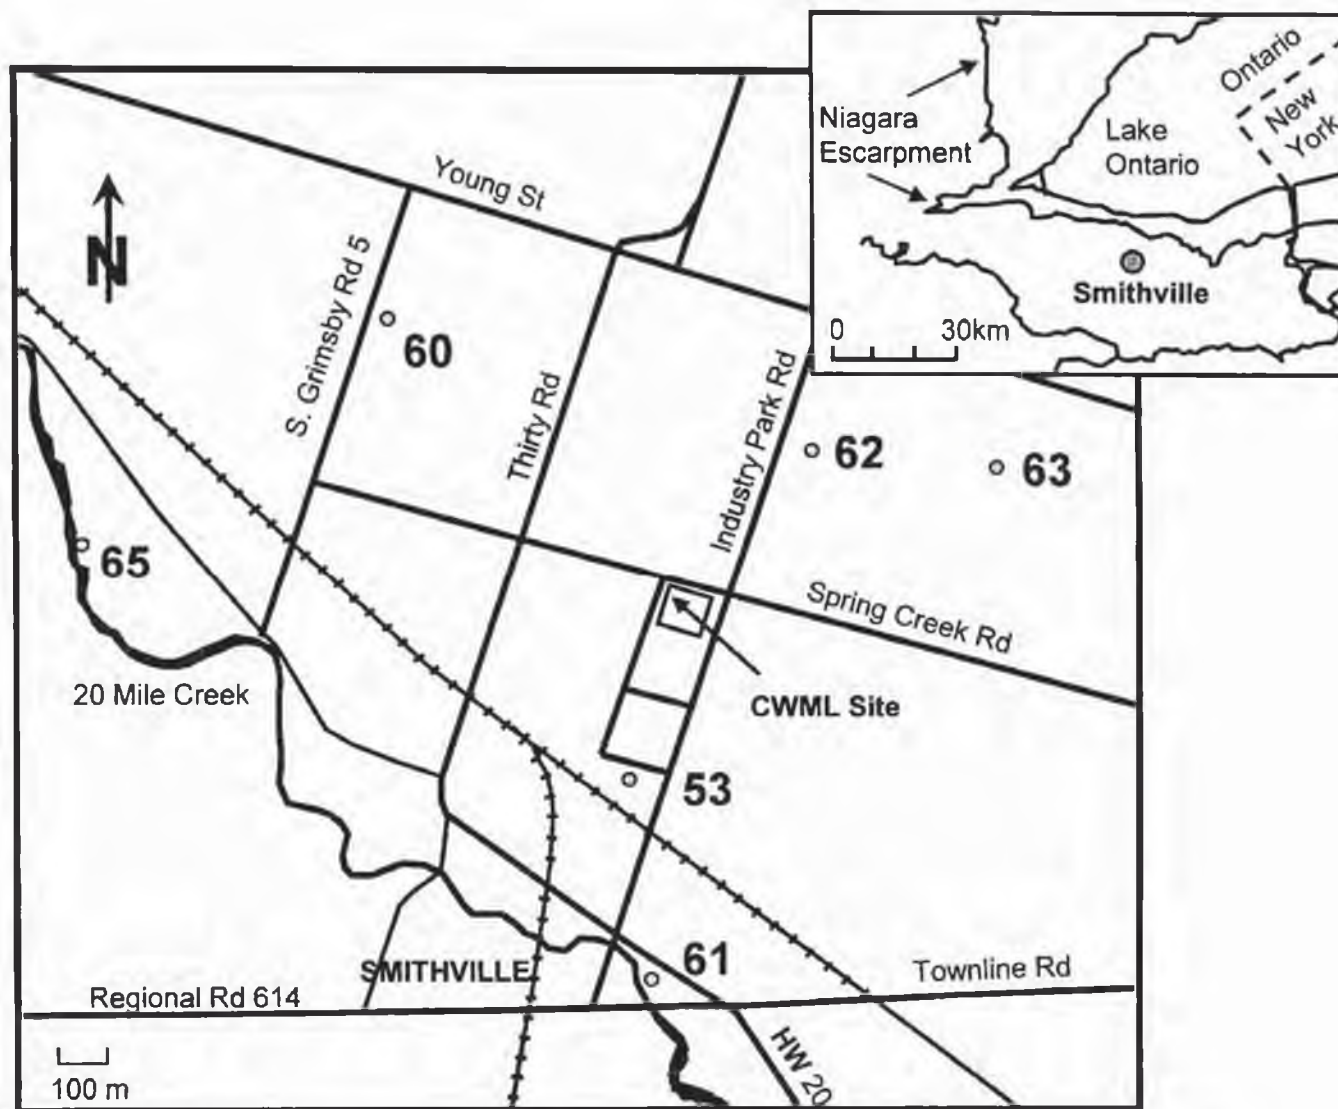 Niagara
Escarpment
Lake
Ontario
Ontario
New
York
Smithville
0 30km
Young St
N
S. Grimsby Rd 5
60
Thirty Rd
Industry Park Rd
62
63
65
Spring Creek Rd
20 Mile Creek
CWML Site
53
61
SMITHVILLE
Townline Rd
Regional Rd 614
HW 20
100 m